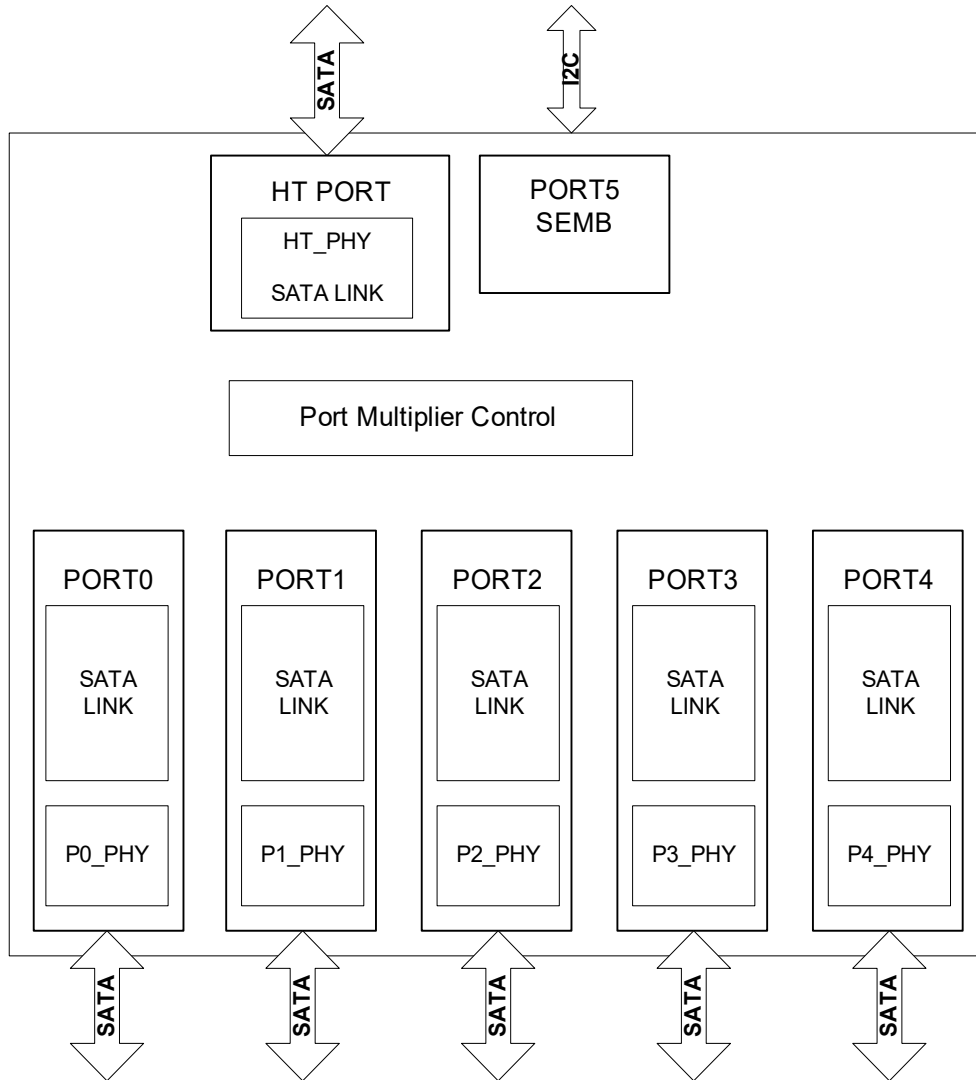 SATA
I2C
HT PORT
HT_PHY
SATA LINK
PORT5
SEMB
Port Multiplier Control
PORT0
SATA
LINK
P0_PHY
PORT1
SATA
LINK
P1_PHY
PORT2
SATA
LINK
P2_PHY
PORT3
SATA
LINK
P3_PHY
PORT4
SATA
LINK
P4_PHY
SATA
SATA
SATA
SATA
SATA